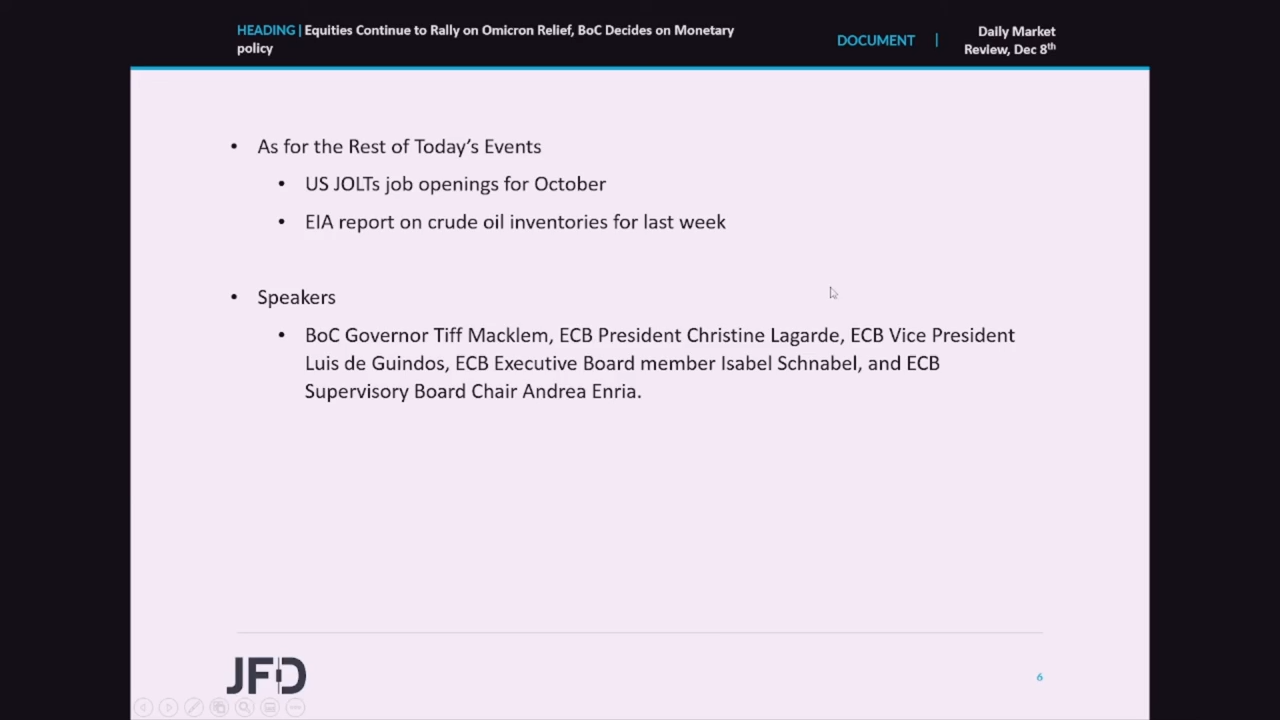 HEADING | Equities Continue to Rally on Omicron Relief, BoC Decides on Monetary
policy
DOCUMENT |
Daily Market
Review, Dec 8th
• As for the Rest of Today's Events
• US JOLTs job openings for October
• EIA report on crude oil inventories for last week
• Speakers
• BoC Governor Tiff Macklem, ECB President Christine Lagarde, ECB Vice President
Luis de Guindos, ECB Executive Board member Isabel Schnabel, and ECB
Supervisory Board Chair Andrea Enria.
JFD
6